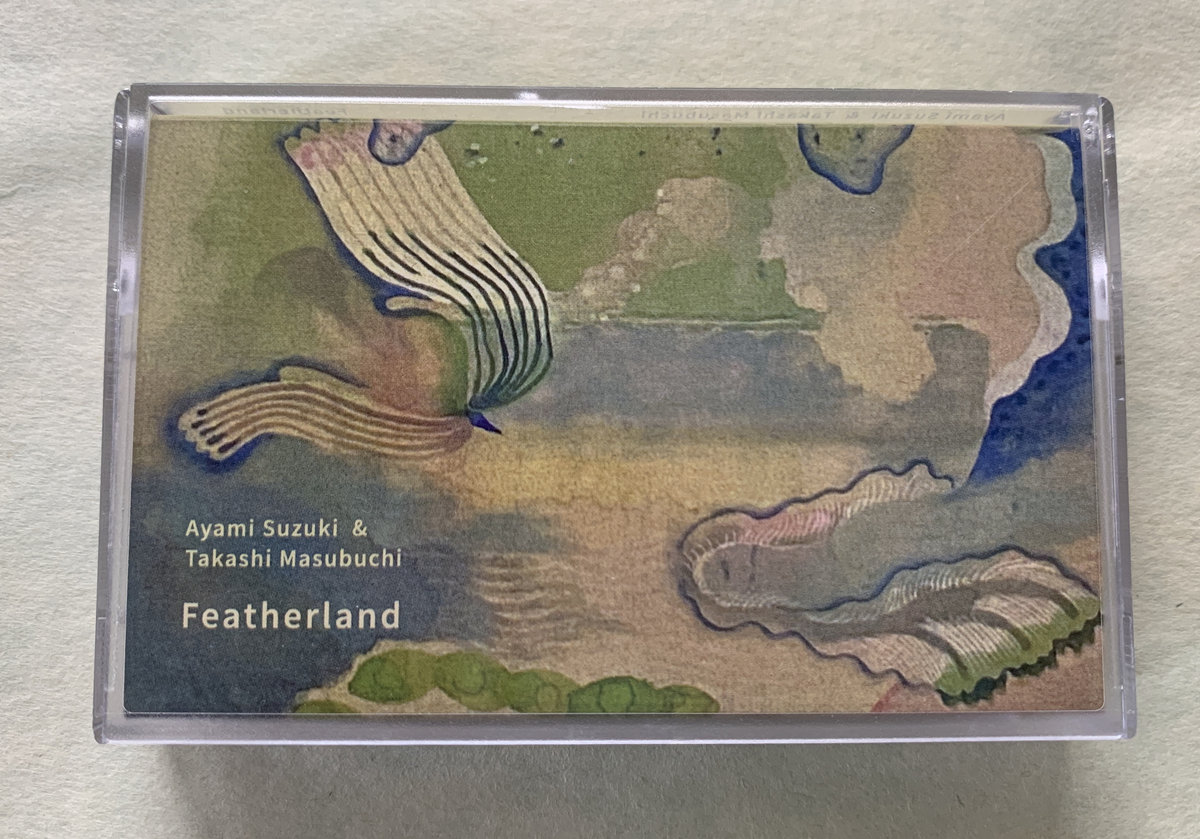 Ayami Suzuki &
Takashi Masubuchi
Featherland